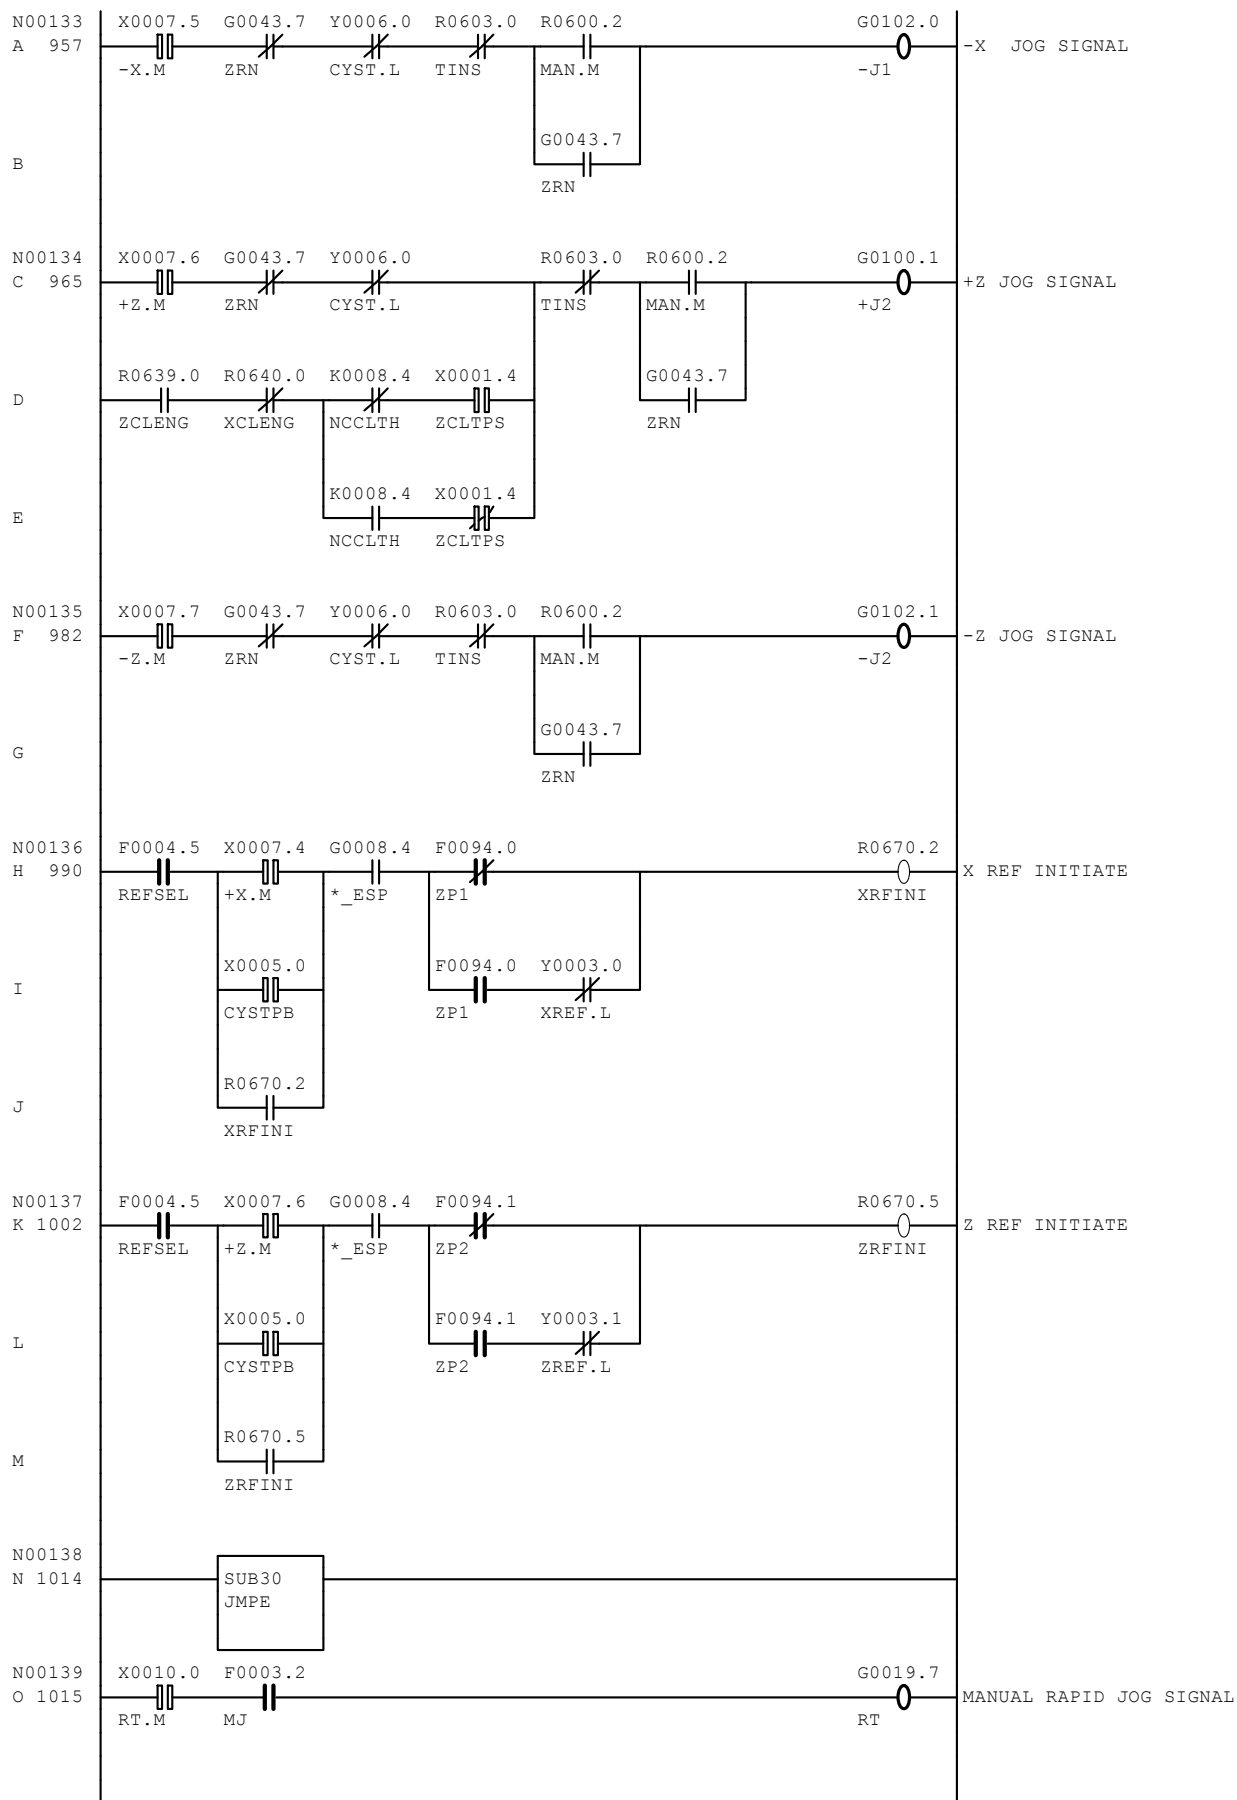 N00133 X0007.5 G0043.7 Y0006.0 R0603.0 R0600.2 G0102.0
A 957 -X JOG SIGNAL
-X.M ZRN CYST.L TINS MAN.M -J1
G0043.7
B
ZRN
N00134 X0007.6 G0043.7 Y0006.0 R0603.0 R0600.2 G0100.1
C 965 +Z JOG SIGNAL
+Z.M ZRN CYST.L TINS MAN.M +J2
R0639.0 R0640.0 K0008.4 X0001.4 G0043.7
D
ZCLENG XCLENG NCCLTH ZCLTPS ZRN
K0008.4 X0001.4
E
NCCLTH ZCLTPS
N00135 X0007.7 G0043.7 Y0006.0 R0603.0 R0600.2 G0102.1
F 982 -Z JOG SIGNAL
-Z.M ZRN CYST.L TINS MAN.M -J2
G0043.7
G
ZRN
N00136 F0004.5 X0007.4 G0008.4 F0094.0 R0670.2
H 990 X REF INITIATE
REFSEL +X.M *_ESP ZP1 XRFINI
X0005.0 F0094.0 Y0003.0
I
CYSTPB ZP1 XREF.L
R0670.2
J
XRFINI
N00137 F0004.5 X0007.6 G0008.4 F0094.1 R0670.5
K 1002 Z REF INITIATE
REFSEL +Z.M *_ESP ZP2 ZRFINI
X0005.0 F0094.1 Y0003.1
L
CYSTPB ZP2 ZREF.L
R0670.5
M
ZRFINI
N00138
N 1014 SUB30
JMPE
N00139 X0010.0 F0003.2 G0019.7
O 1015 MANUAL RAPID JOG SIGNAL
RT.M MJ RT